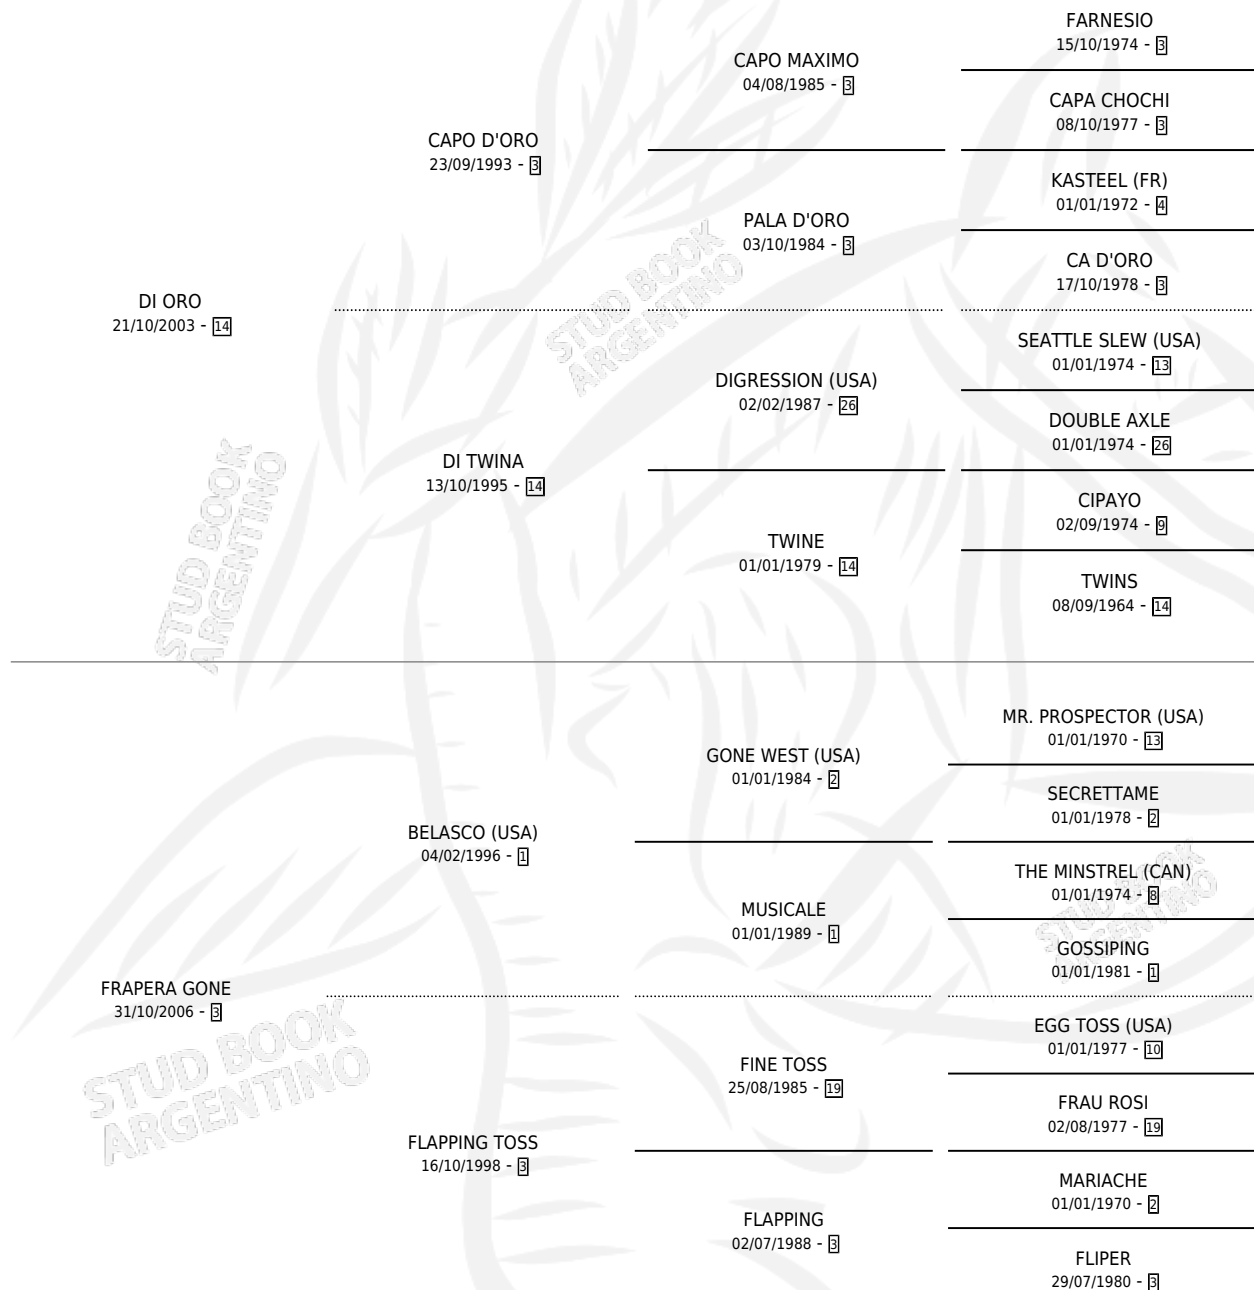 FARNESIO
15/10/1974 - 3
CAPO MAXIMO
04/08/1985 - 3
CAPA CHOCHI
08/10/1977 - 3
CAPO D'ORO
23/09/1993 - 3
KASTEEL (FR)
01/01/1972 - 4
PALA D'ORO
03/10/1984 - 3
CA D'ORO
17/10/1978 - 3
DI ORO
21/10/2003 - 14
STUD BOOK
ARGENTINO
SEATTLE SLEW (USA)
01/01/1974 - 13
DIGRESSION (USA)
02/02/1987 - 26
DOUBLE AXLE
01/01/1974 - 26
DI TWINA
13/10/1995 - 14
CIPAYO
02/09/1974 - 9
TWINE
01/01/1979 - 14
TWINS
08/09/1964 - 14
STUD BOOK
ARGENTINO
MR. PROSPECTOR (USA)
01/01/1970 - 13
GONE WEST (USA)
01/01/1984 - 2
SECRETTAME
01/01/1978 - 2
BELASCO (USA)
04/02/1996 - 1
THE MINSTREL (CAN)
01/01/1974 - 8
MUSICALE
01/01/1989 - 1
STUD BOOK
ARGENTINO
GOSSIPING
01/01/1981 - 1
FRAPERA GONE
31/10/2006 - 3
STUD BOOK
ARGENTINO
EGG TOSS (USA)
01/01/1977 - 10
FINE TOSS
25/08/1985 - 19
FRAU ROSI
02/08/1977 - 19
FLAPPING TOSS
16/10/1998 - 3
MARIACHE
01/01/1970 - 2
FLAPPING
02/07/1988 - 3
FLIPER
29/07/1980 - 3